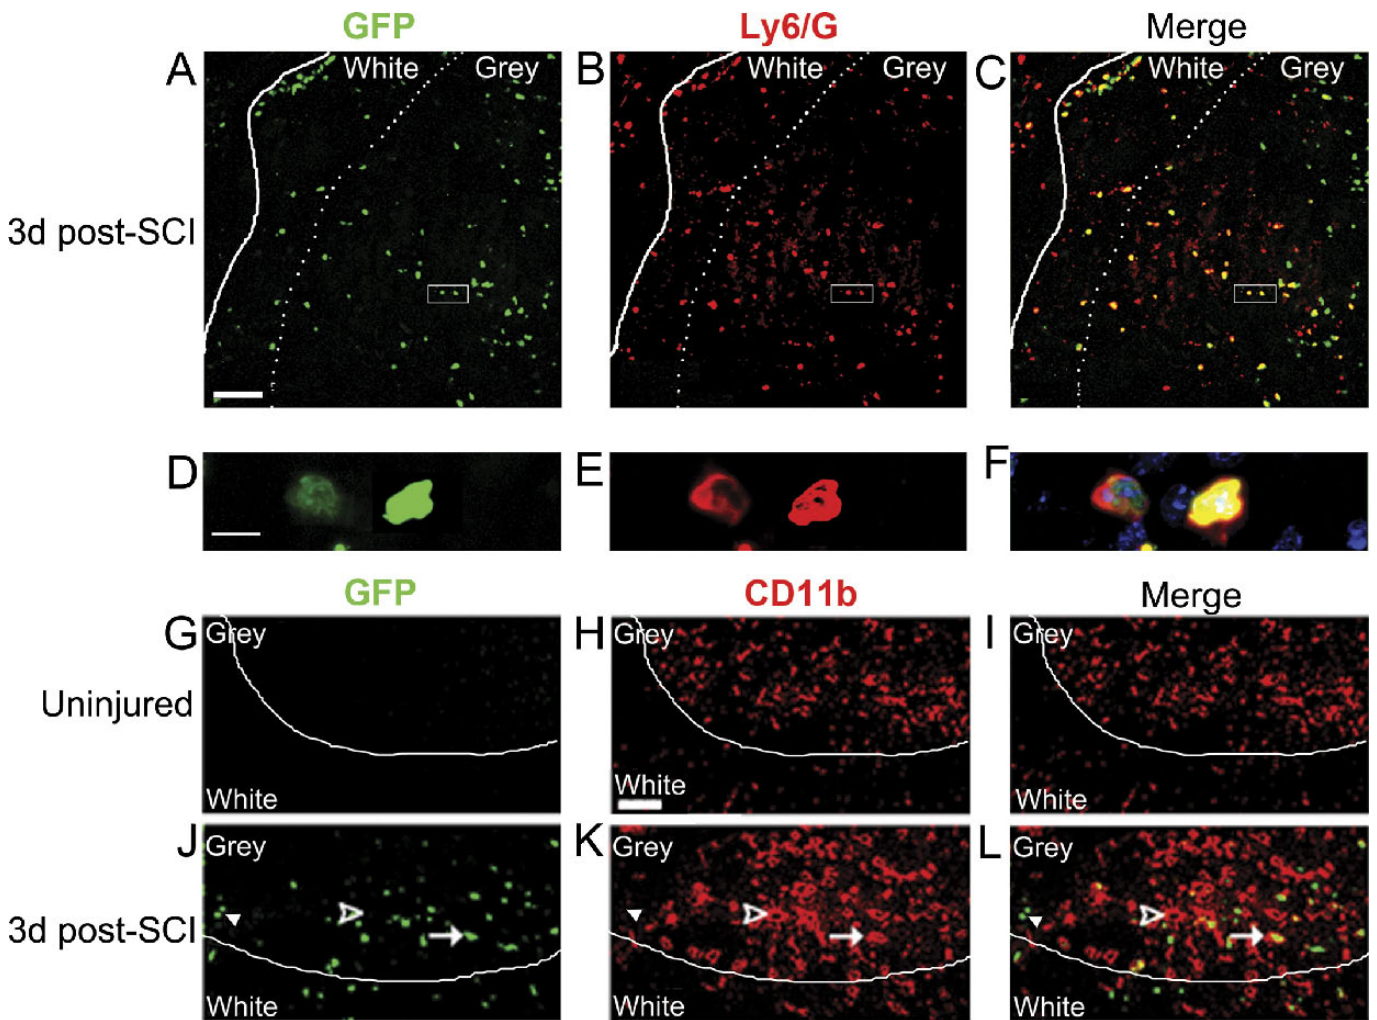 GFP Ly6/G Merge
A White Grey B White Grey C White Grey
3d post-SCI
D E F
GFP CD11b Merge
G Grey H Grey I Grey
Uninjured
White White White
J Grey K Grey L Grey
3d post-SCI
White White White